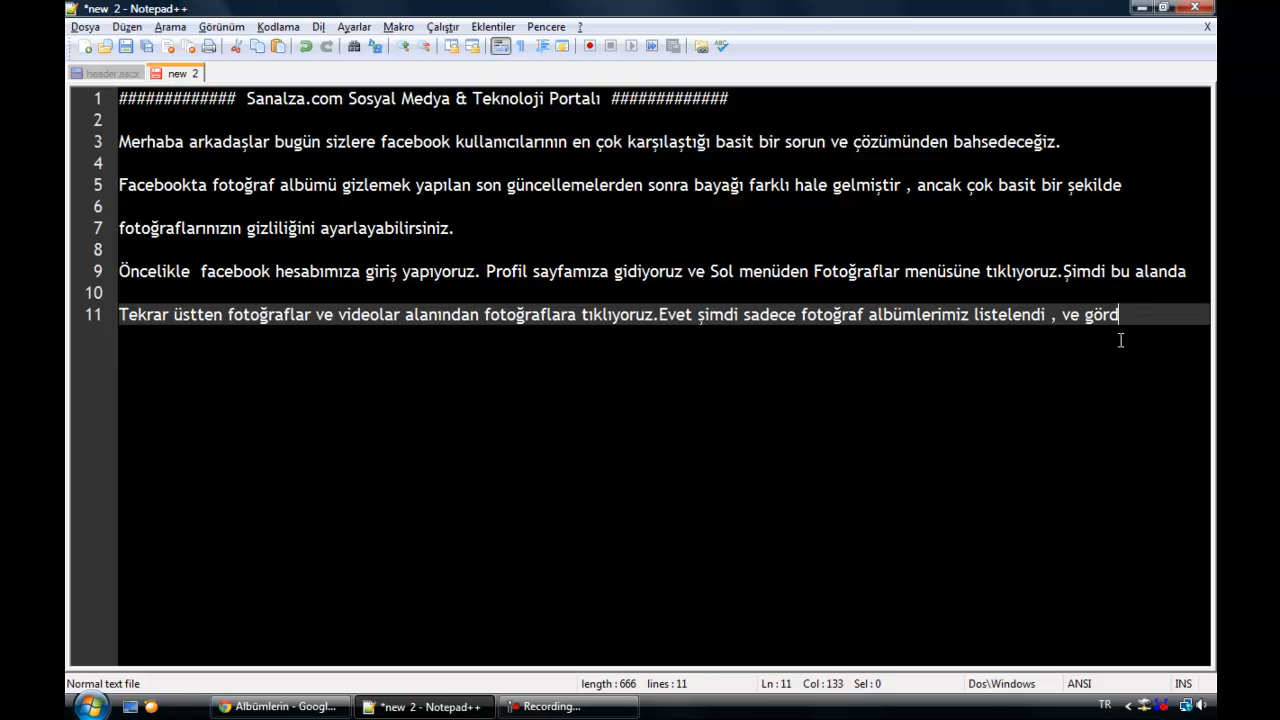 *new 2 - Notepad++
Dosya Düzen Arama Görünüm Kodlama Dil Ayarlar Makro Çalıştır Eklentiler Pencere ? X
header.ascx new 2
1 ############# Sanalza.com Sosyal Medya & Teknoloji Portalı #############
2
3 Merhaba arkadaşlar bugün sizlere facebook kullanıcılarının en çok karşılaştığı basit bir sorun ve çözümünden bahsedeceğiz.
4
5 Facebookta fotoğraf albümü gizlemek yapılan son güncellemelerden sonra bayağı farklı hale gelmiştir , ancak çok basit bir şekilde
6
7 fotoğraflarınızın gizliliğini ayarlayabilirsiniz.
8
9 Öncelikle facebook hesabımıza giriş yapıyoruz. Profil sayfamıza gidiyoruz ve Sol menüden Fotoğraflar menüsüne tıklıyoruz.Şimdi bu alanda
10
11 Tekrar üstten fotoğraflar ve videolar alanından fotoğraflara tıklıyoruz.Evet şimdi sadece fotoğraf albümlerimiz listelendi , ve görd
Normal text file length : 666 lines : 11 Ln : 11 Col : 133 Sel : 0 Dos\Windows ANSI INS
Albümlerin - Googl... *new 2 - Notepad++ Recording... TR